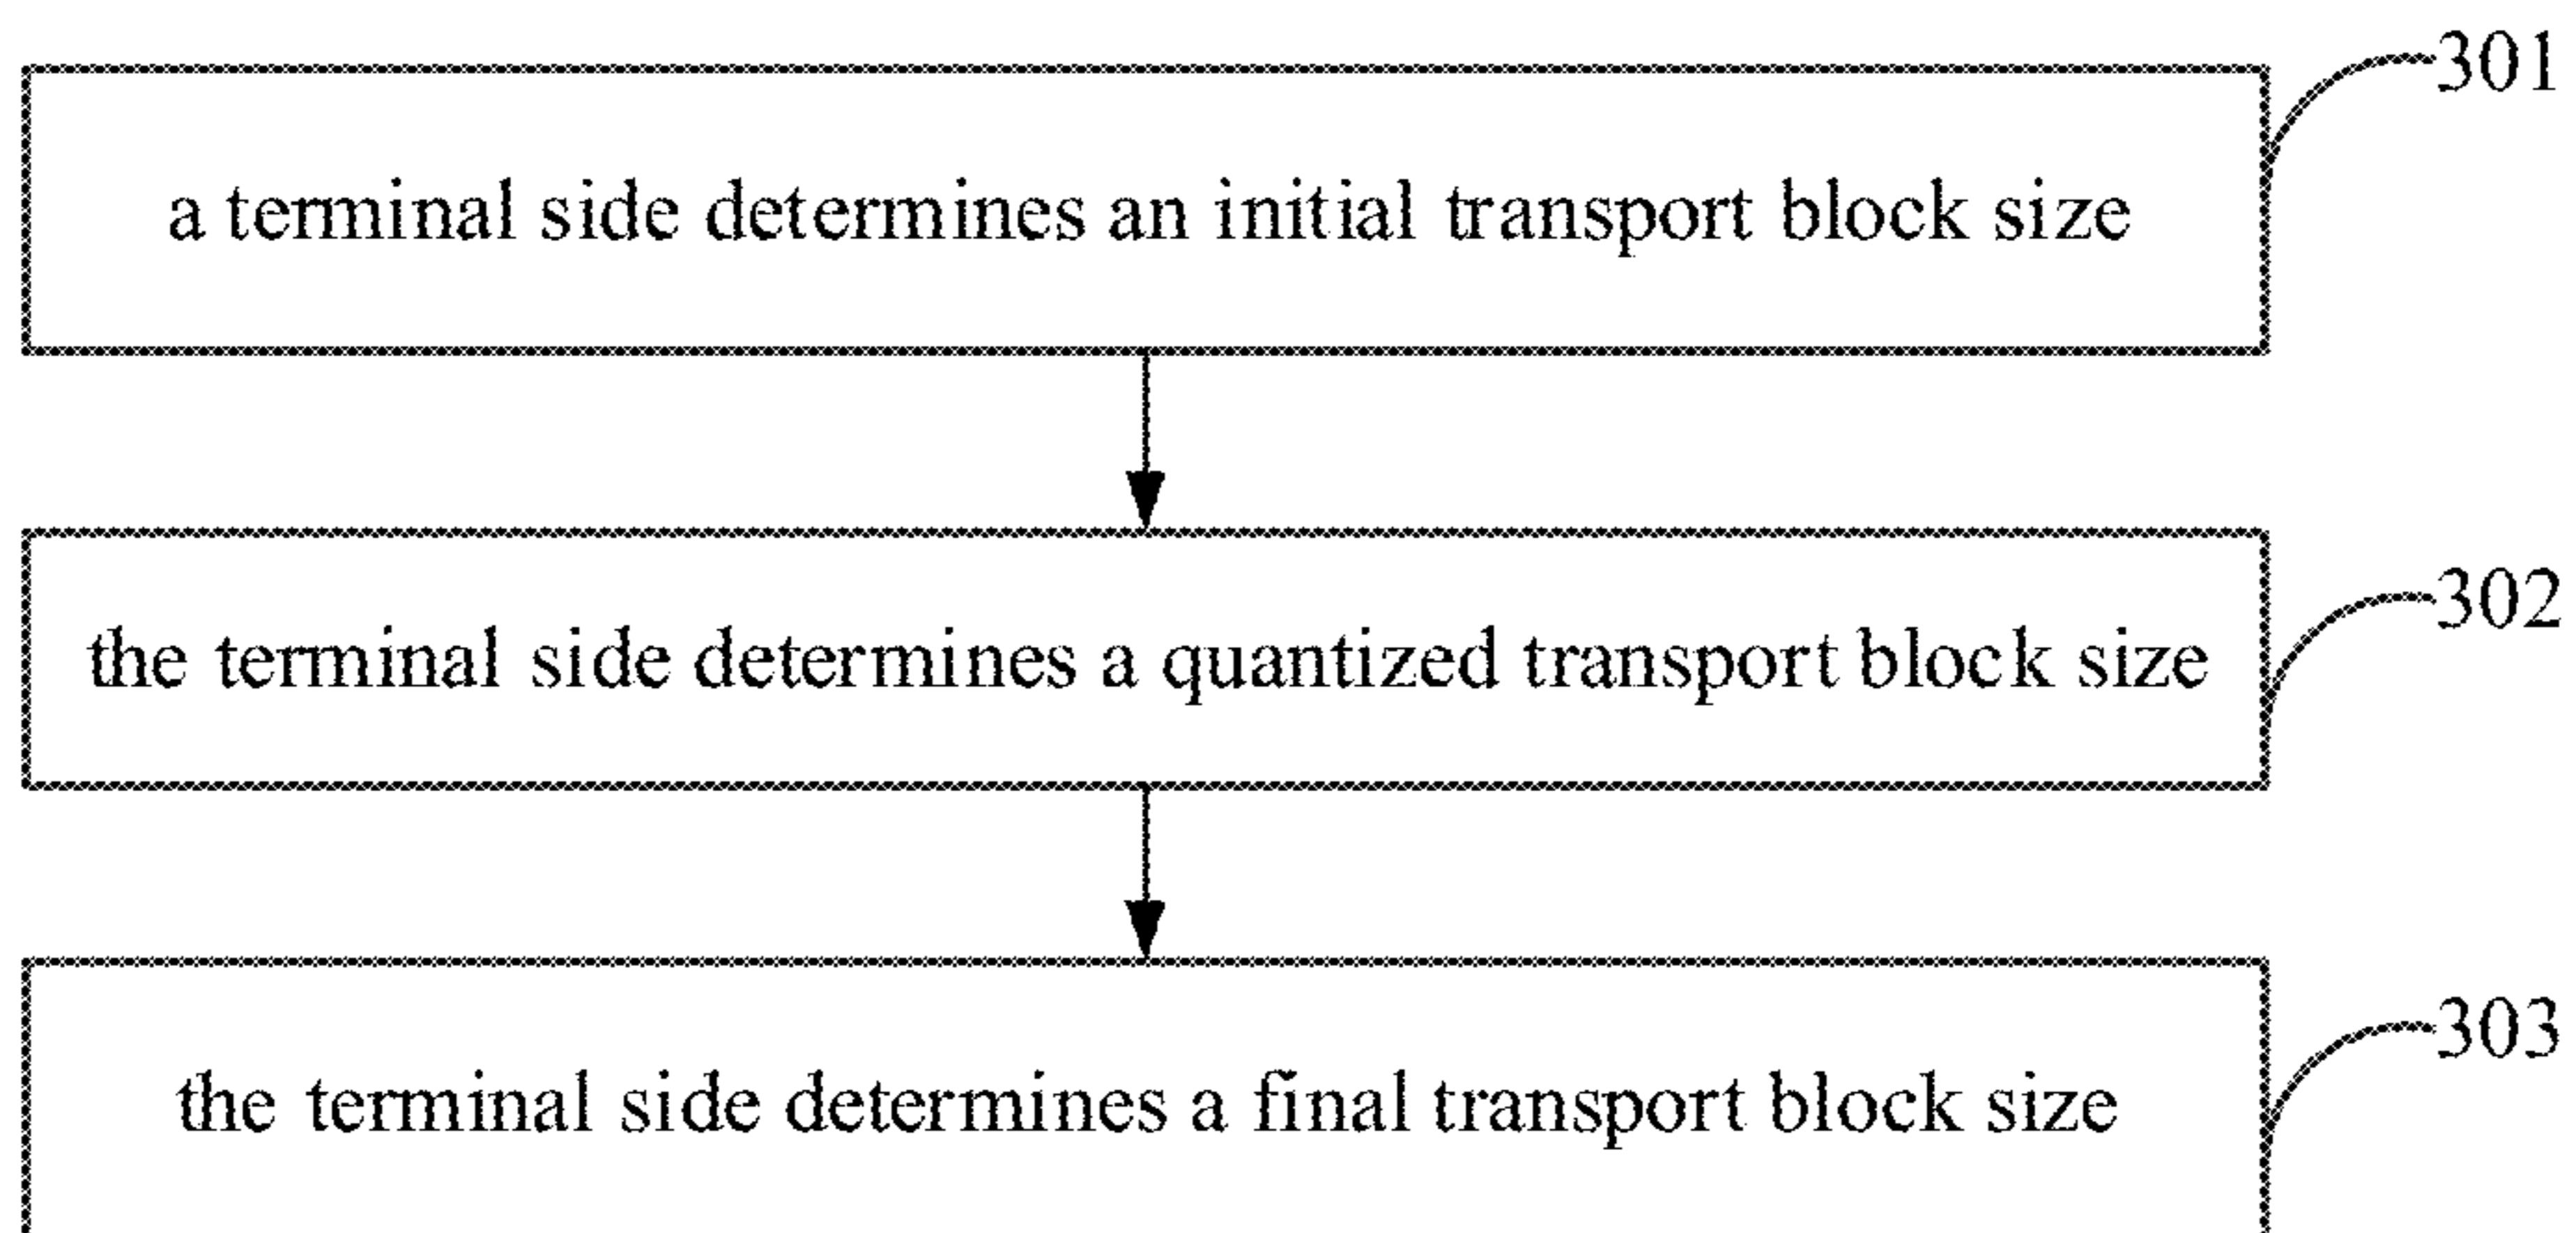 301
a terminal side determines an initial transport block size
302
the terminal side determines a quantized transport block size
303
the terminal side determines a final transport block size